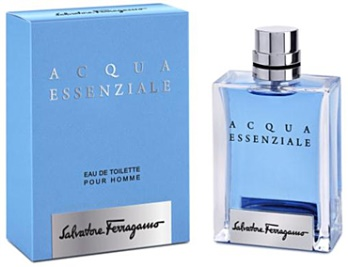 ACQUA
ESSENZIALE
EAU DE TOILETTE
POUR HOMME
Salvatore Ferragamo
ACQUA
ESSENZIALE
Salvatore Ferragamo